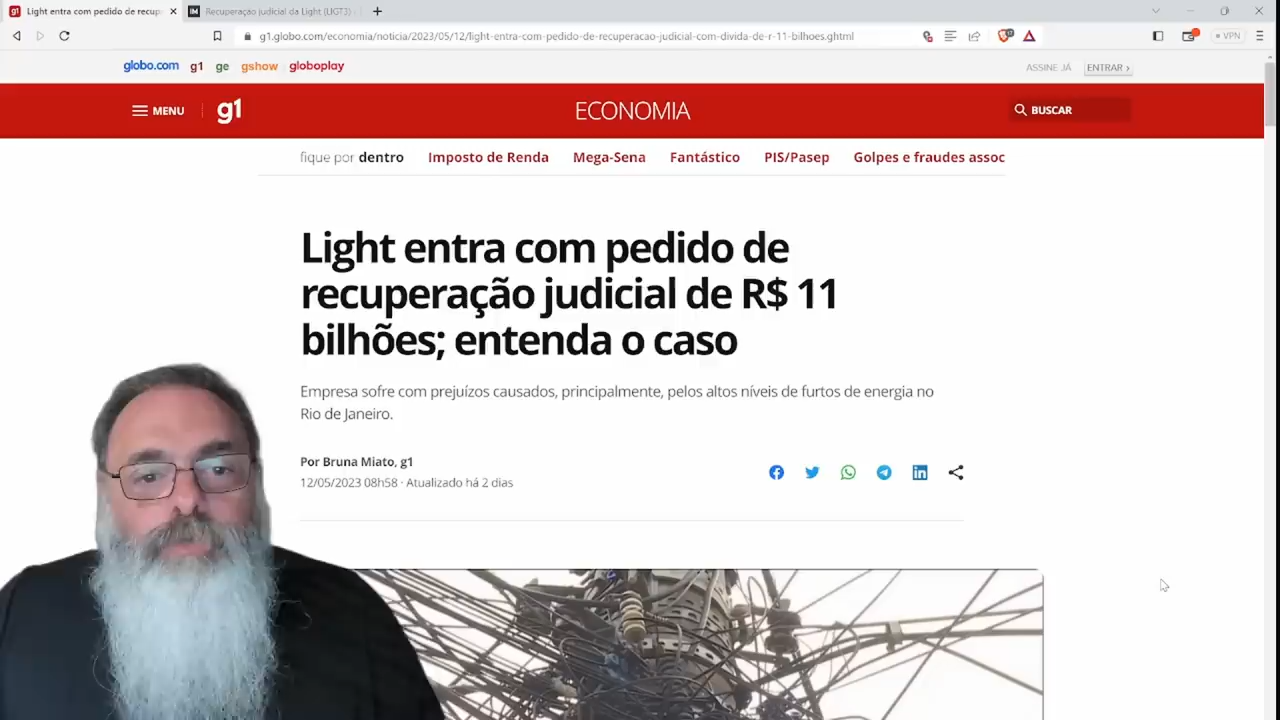 Light entra com pedido de recup
Recuperação judicial da Light (LIGT3)
g1.globo.com/economia/noticia/2023/05/12/light-entra-com-pedido-de-recuperacao-judicial-com-divida-de-r-11-bilhoes.ghtml
VPN
globo.com g1 ge gshow globoplay
ASSINE JÁ ENTRAR ›
MENU g1 ECONOMIA BUSCAR
fique por dentro Imposto de Renda Mega-Sena Fantástico PIS/Pasep Golpes e fraudes assoc
Light entra com pedido de
recuperação judicial de R$ 11
bilhões; entenda o caso
Empresa sofre com prejuízos causados, principalmente, pelos altos níveis de furtos de energia no
Rio de Janeiro.
Por Bruna Miato, g1
12/05/2023 08h58 · Atualizado há 2 dias